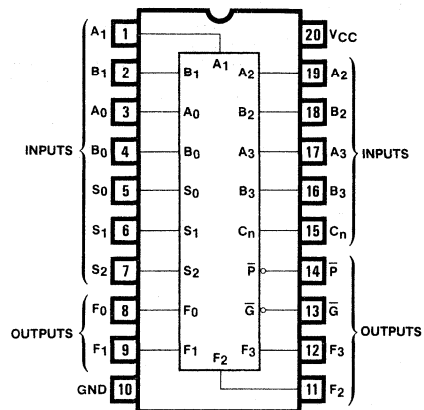 A1 1 20 VCC
A1
B1 2 B1 A2 19 A2
A0 3 A0 B2 18 B2
B0 4 B0 A3 17 A3
INPUTS INPUTS
S0 5 S0 B3 16 B3
S1 6 S1 Cn 15 Cn
S2 7 S2 P̅ 14 P̅
F0 8 F0 G̅ 13 G̅
OUTPUTS OUTPUTS
F1 9 F1 F3 12 F3
F2
GND 10 11 F2